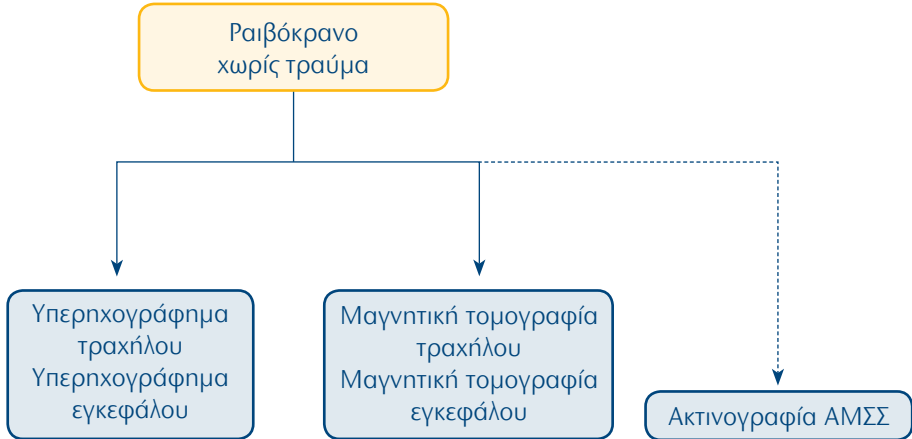 Ραιβόκρανο
χωρίς τραύμα
Υπερηχογράφημα
τραχήλου
Υπερηχογράφημα
εγκεφάλου
Μαγνητική τομογραφία
τραχήλου
Μαγνητική τομογραφία
εγκεφάλου
Ακτινογραφία ΑΜΣΣ